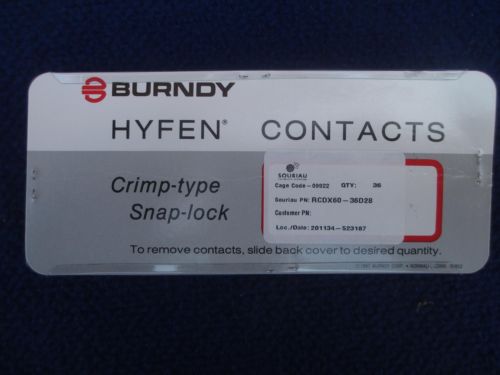 BURNDY
HYFEN® CONTACTS
Crimp-type
Snap-lock
SOURIAU
Cage Code-09922 QTY: 36
Souriau PN: RCDX60-36D28
Customer PN:
Loc./Date: 201134-523187
To remove contacts, slide back cover to desired quantity.